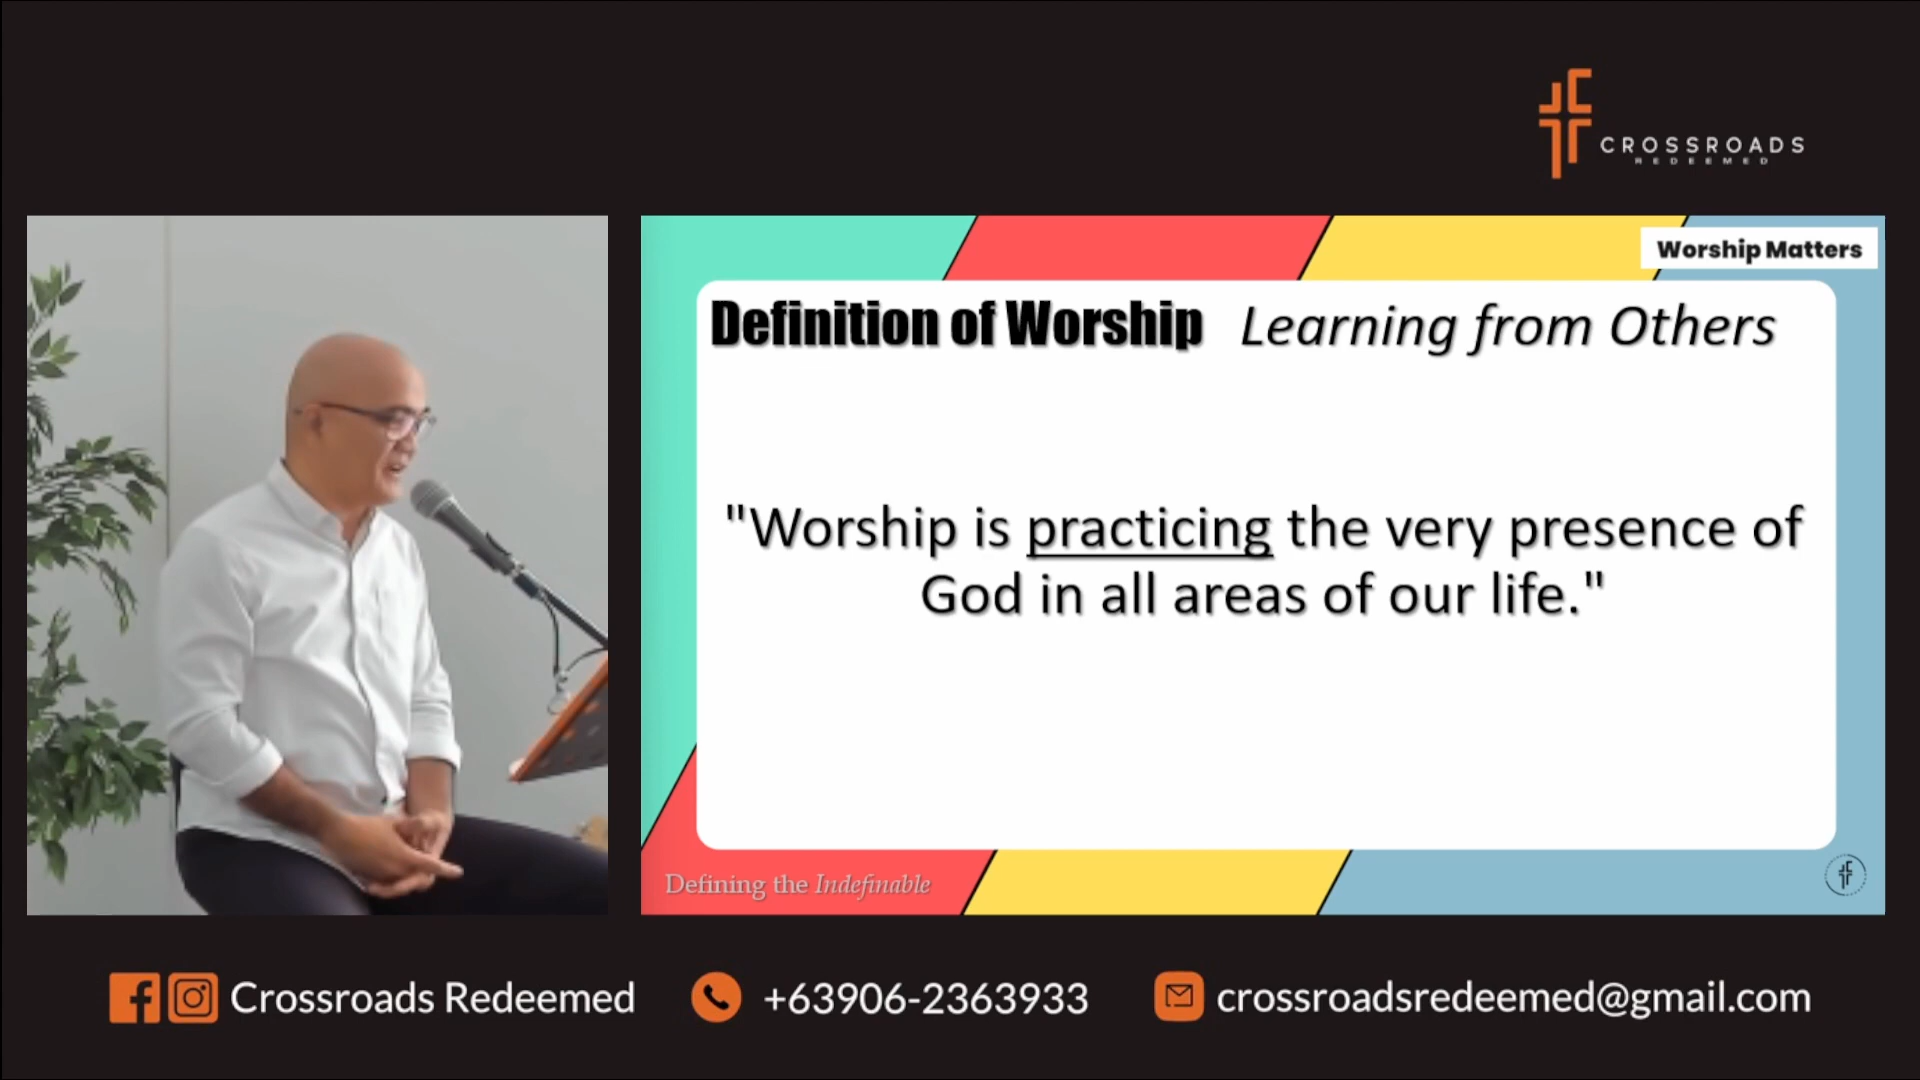 CROSSROADS
REDEEMED
Worship Matters
Definition of Worship Learning from Others
"Worship is practicing the very presence of
God in all areas of our life."
Defining the Indefinable
Crossroads Redeemed +63906-2363933 crossroadsredeemed@gmail.com